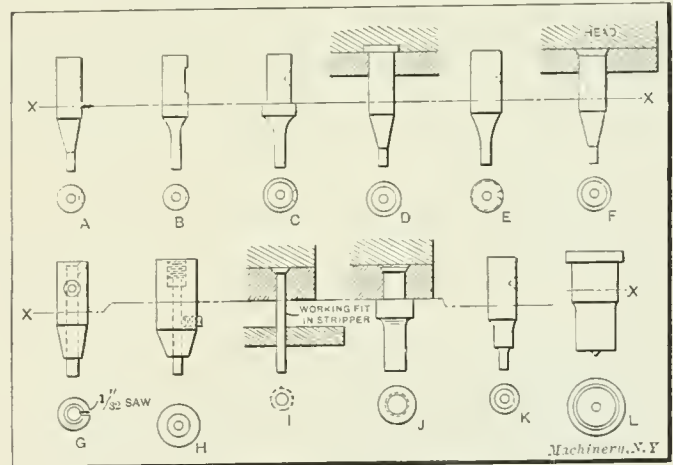 HEAD
X X
A B C D E F
X X
WORKING FIT
IN STRIPPER
1/32" SAW
G H I J K L
Machinery, N.Y